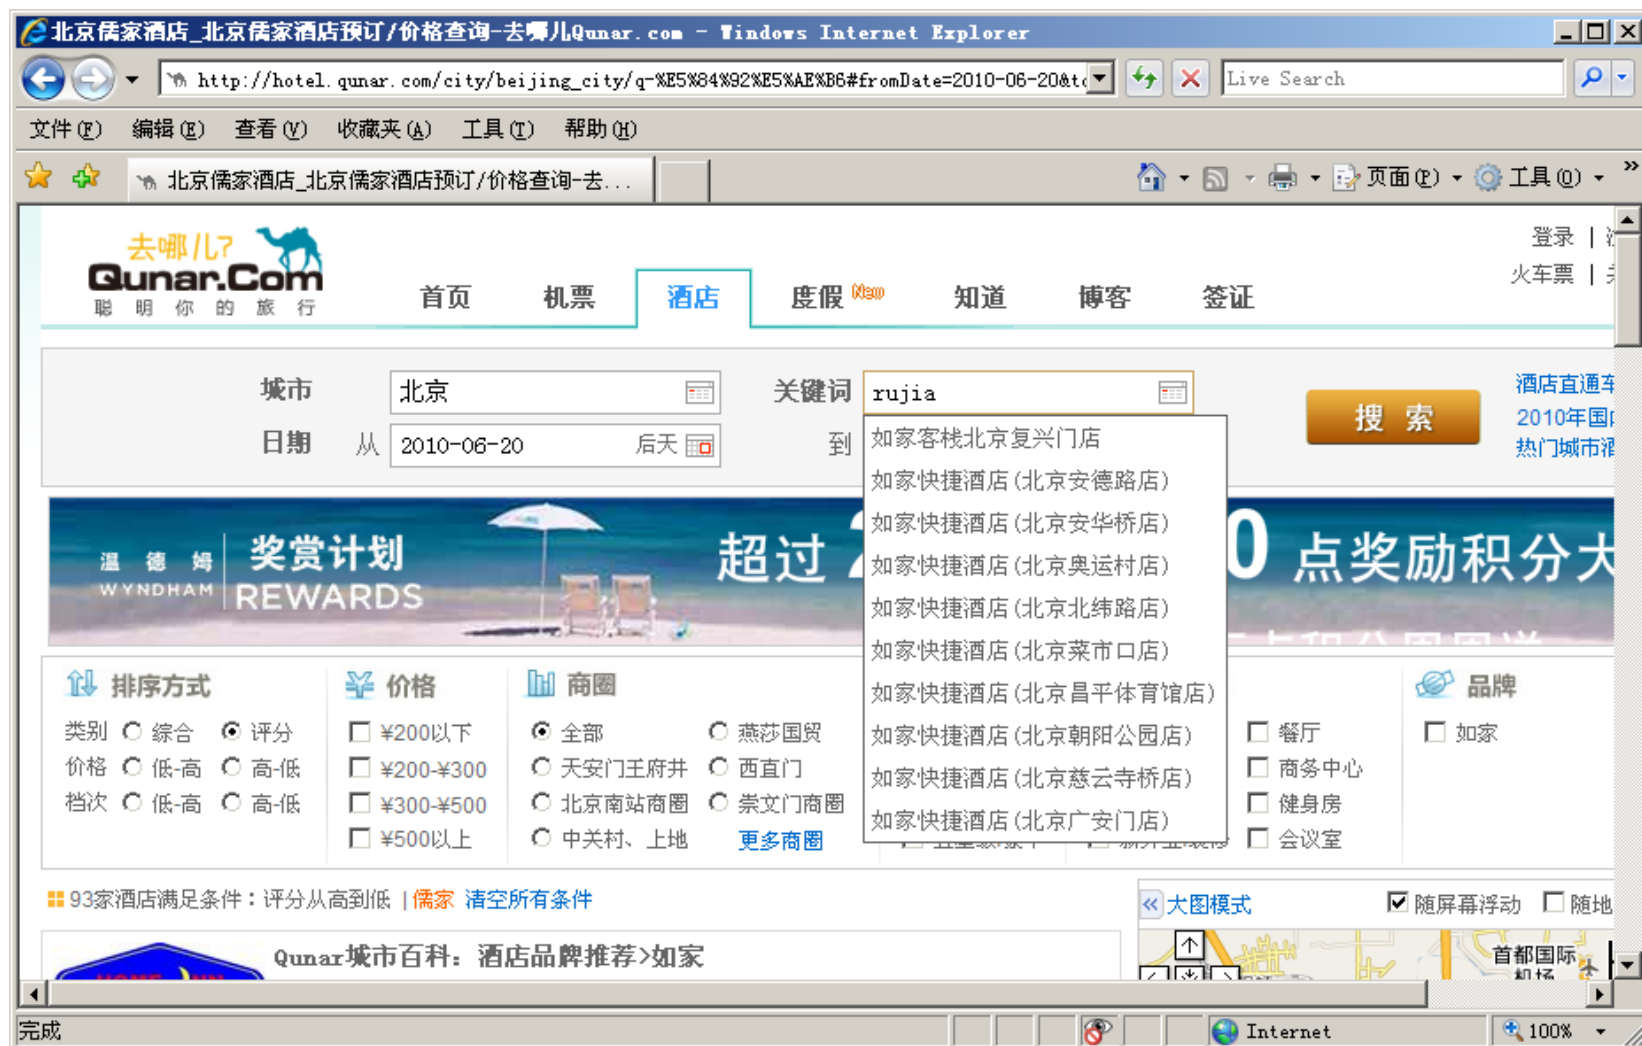 北京儒家酒店_北京儒家酒店预订/价格查询-去哪儿Qunar.com - Windows Internet Explorer
http://hotel.qunar.com/city/beijing_city/q-%E5%84%92%E5%AE%B6#fromDate=2010-06-20&to
Live Search
文件(F) 编辑(E) 查看(V) 收藏夹(A) 工具(T) 帮助(H)
北京儒家酒店_北京儒家酒店预订/价格查询-去...
页面(P) 工具(O) »
去哪儿?
Qunar.Com
聪明你的旅行
首页 机票 酒店 度假 New 知道 博客 签证
登录 |
火车票 |
城市 北京 关键词 rujia
搜 索
酒店直通车
2010年国
热门城市酒
日期 从 2010-06-20 后天 到
如家客栈北京复兴门店
如家快捷酒店(北京安德路店)
如家快捷酒店(北京安华桥店)
如家快捷酒店(北京奥运村店)
如家快捷酒店(北京北纬路店)
如家快捷酒店(北京菜市口店)
如家快捷酒店(北京昌平体育馆店)
如家快捷酒店(北京朝阳公园店)
如家快捷酒店(北京慈云寺桥店)
如家快捷酒店(北京广安门店)
温德姆 奖赏计划
WYNDHAM REWARDS
超过 0 点奖励积分大
排序方式 价格 商圈 品牌
类别 综合 评分 ¥200以下 全部 燕莎国贸 餐厅 如家
价格 低-高 高-低 ¥200-¥300 天安门王府井 西直门 商务中心
档次 低-高 高-低 ¥300-¥500 北京南站商圈 崇文门商圈 健身房
¥500以上 中关村、上地 更多商圈 会议室
93家酒店满足条件：评分从高到低 | 儒家 清空所有条件
大图模式 随屏幕浮动 随地
Qunar城市百科：酒店品牌推荐>如家
HOME INN
首都国际
机场
完成 Internet 100%